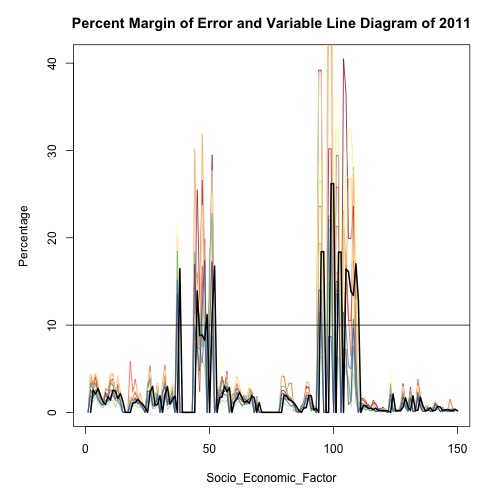 Percent Margin of Error and Variable Line Diagram of 2011
Percentage
40
30
20
10
0
0 50 100 150
Socio_Economic_Factor